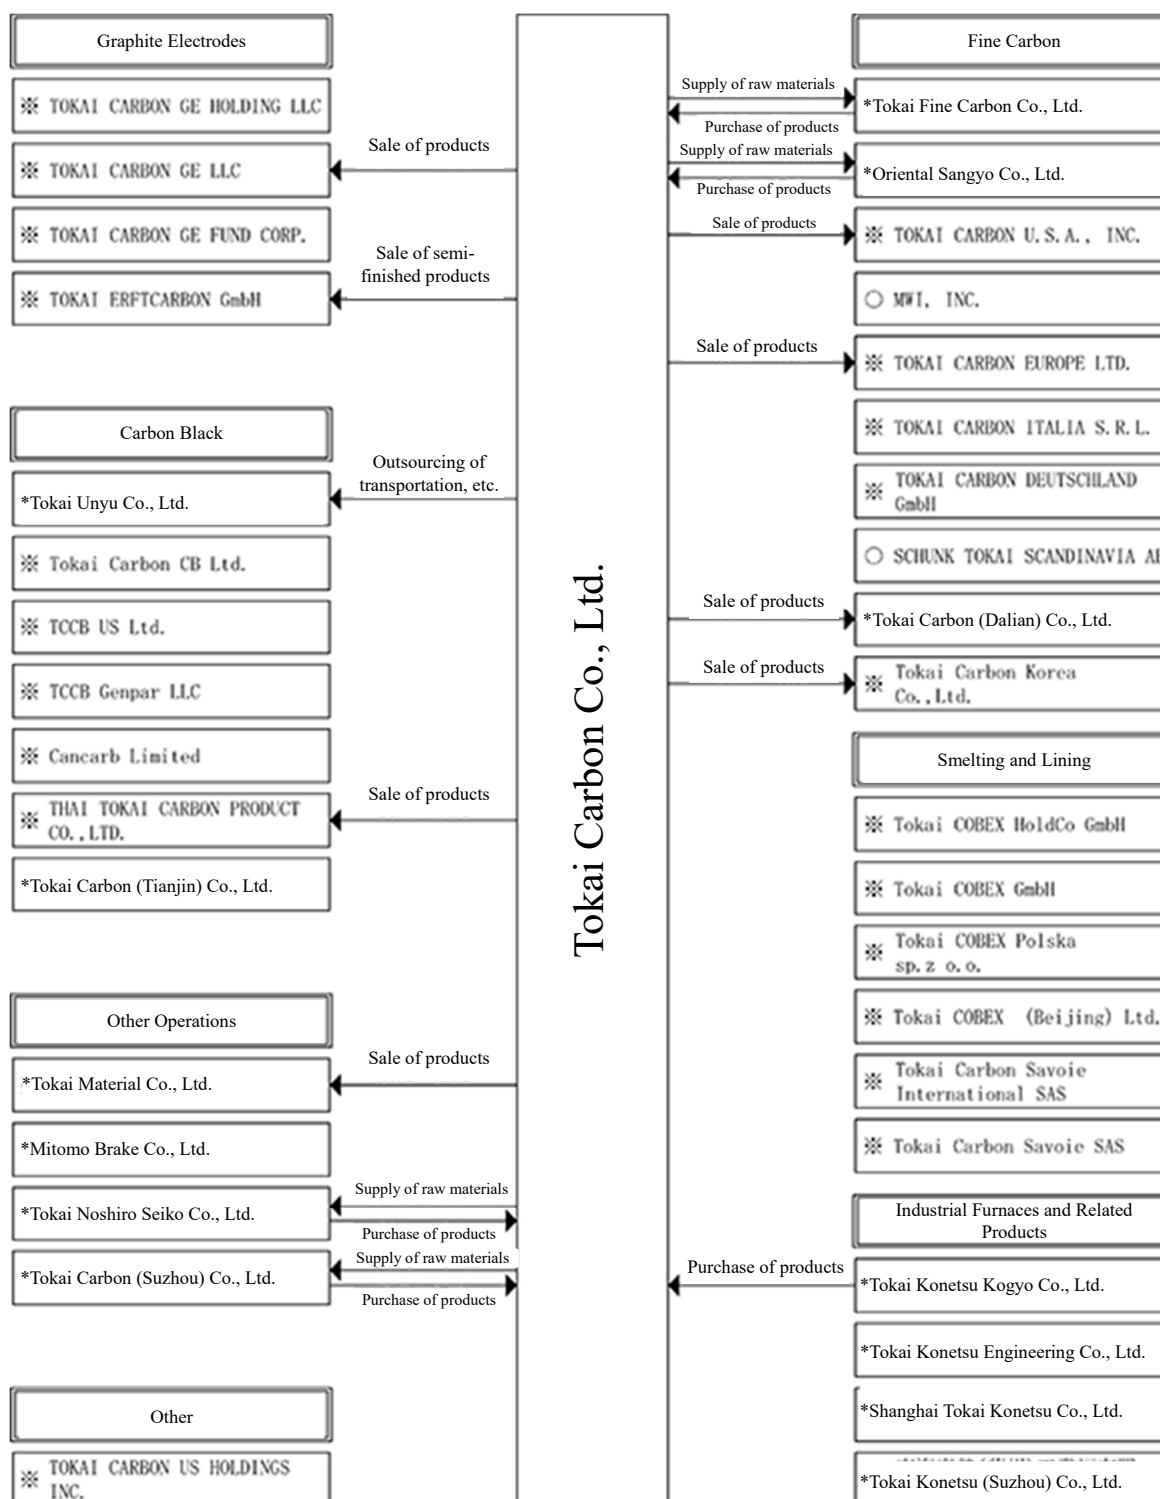 Graphite Electrodes
※ TOKAI CARBON GE HOLDING LLC
Sale of products
※ TOKAI CARBON GE LLC
※ TOKAI CARBON GE FUND CORP.
Sale of semi-
finished products
※ TOKAI ERFTCARBON GmbH
Carbon Black
Outsourcing of
transportation, etc.
*Tokai Unyu Co., Ltd.
※ Tokai Carbon CB Ltd.
※ TCCB US Ltd.
※ TCCB Genpar LLC
※ Cancarb Limited
Sale of products
※ THAI TOKAI CARBON PRODUCT
CO.,LTD.
*Tokai Carbon (Tianjin) Co., Ltd.
Other Operations
Sale of products
*Tokai Material Co., Ltd.
*Mitomo Brake Co., Ltd.
Supply of raw materials
*Tokai Noshiro Seiko Co., Ltd.
Purchase of products
Supply of raw materials
*Tokai Carbon (Suzhou) Co., Ltd.
Purchase of products
Other
※ TOKAI CARBON US HOLDINGS
INC.
Tokai Carbon Co., Ltd.
Fine Carbon
Supply of raw materials
*Tokai Fine Carbon Co., Ltd.
Purchase of products
Supply of raw materials
*Oriental Sangyo Co., Ltd.
Purchase of products
Sale of products
※ TOKAI CARBON U.S.A., INC.
○ MWI, INC.
Sale of products
※ TOKAI CARBON EUROPE LTD.
※ TOKAI CARBON ITALIA S.R.L.
※ TOKAI CARBON DEUTSCHLAND
GmbH
○ SCHUNK TOKAI SCANDINAVIA AB
Sale of products
*Tokai Carbon (Dalian) Co., Ltd.
Sale of products
※ Tokai Carbon Korea
Co.,Ltd.
Smelting and Lining
※ Tokai COBEX HoldCo GmbH
※ Tokai COBEX GmbH
※ Tokai COBEX Polska
sp.z o.o.
※ Tokai COBEX (Beijing) Ltd.
※ Tokai Carbon Savoie
International SAS
※ Tokai Carbon Savoie SAS
Industrial Furnaces and Related
Products
Purchase of products
*Tokai Konetsu Kogyo Co., Ltd.
*Tokai Konetsu Engineering Co., Ltd.
*Shanghai Tokai Konetsu Co., Ltd.
*Tokai Konetsu (Suzhou) Co., Ltd.